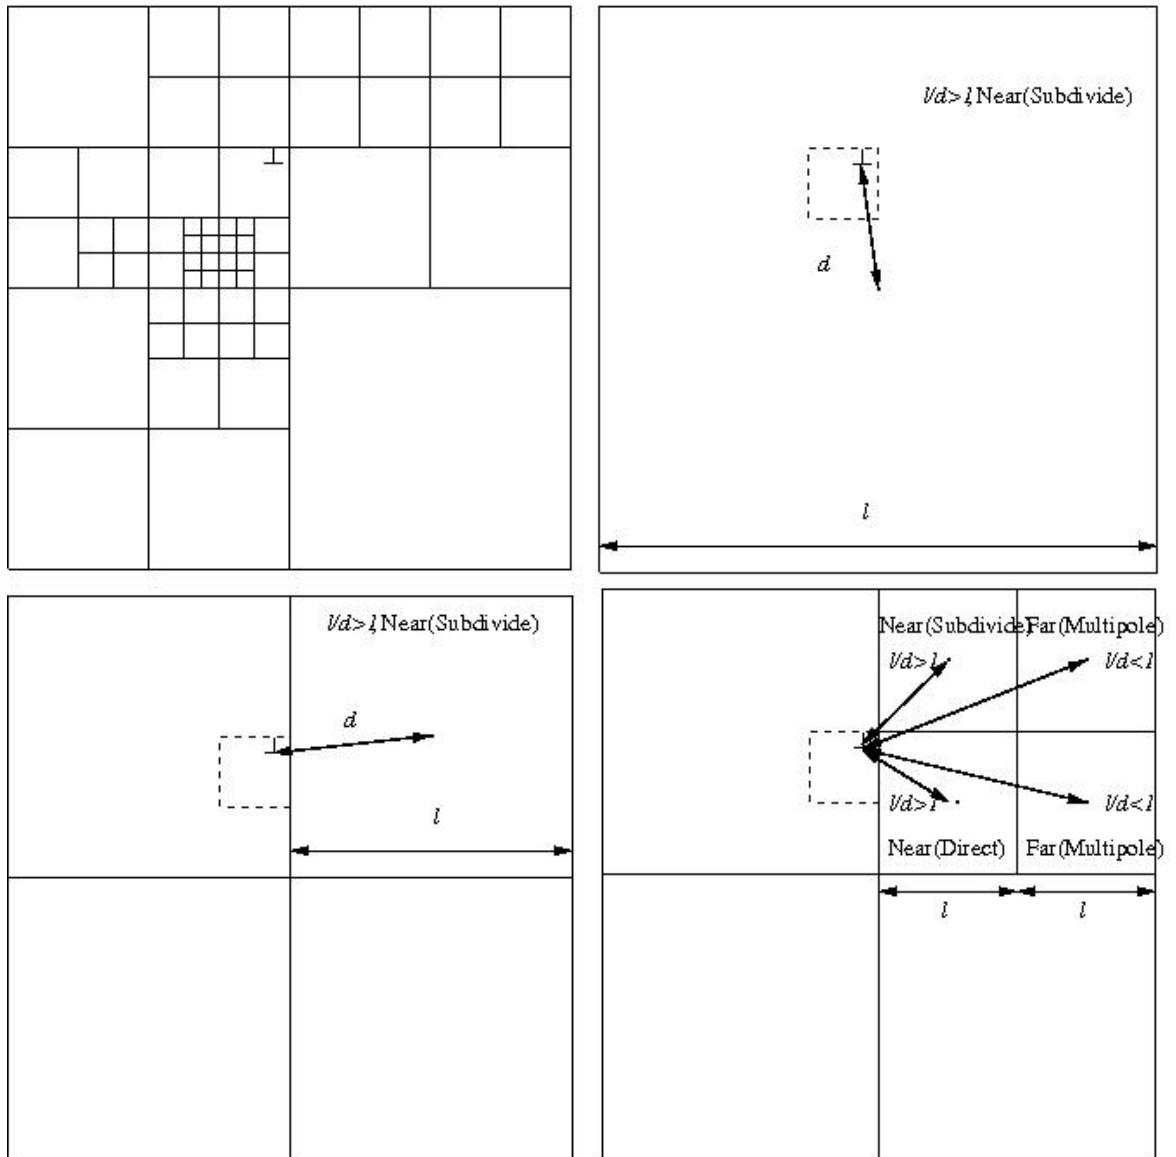 l/d>1,Near(Subdivide)
d
l
l/d>1,Near(Subdivide)
d
l
Near(Subdivide)
Far(Multipole)
l/d>1
l/d<1
l/d>1
l/d<1
Near(Direct)
Far(Multipole)
l
l